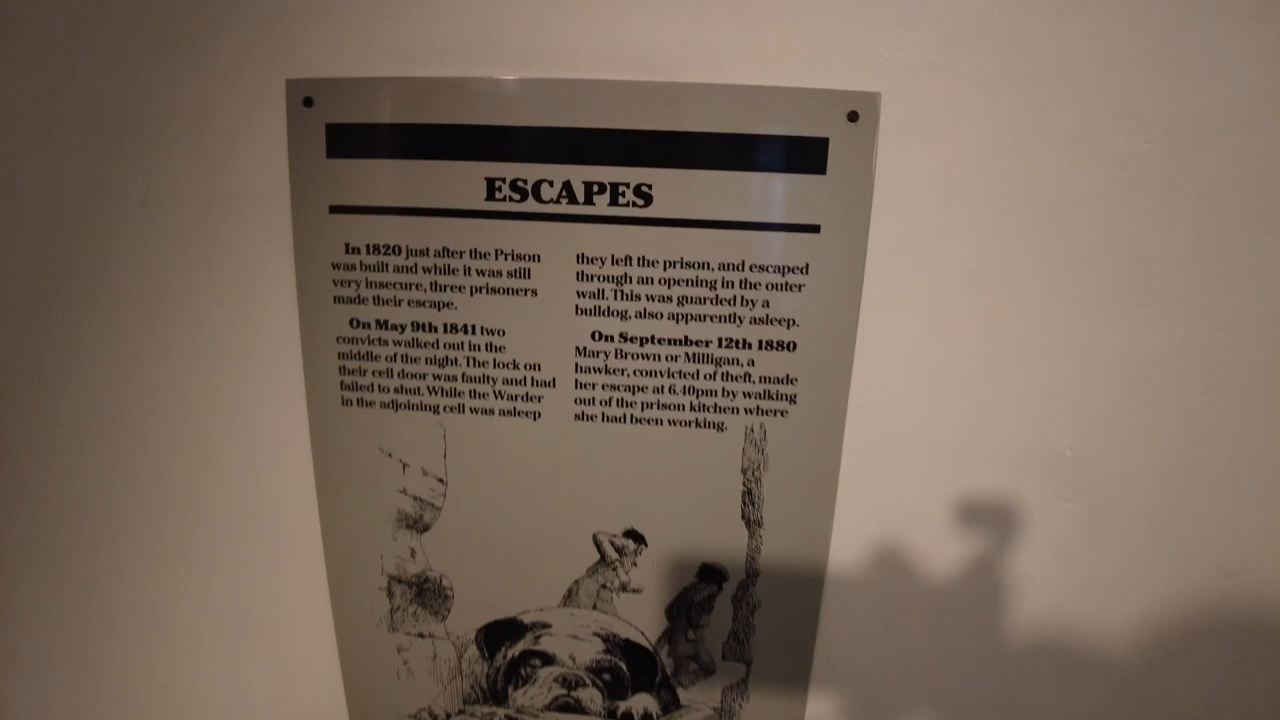 ESCAPES
In 1820 just after the Prison
was built and while it was still
very insecure, three prisoners
made their escape.
On May 9th 1841 two
convicts walked out in the
middle of the night. The lock on
their cell door was faulty and had
failed to shut. While the Warder
in the adjoining cell was asleep
they left the prison, and escaped
through an opening in the outer
wall. This was guarded by a
bulldog, also apparently asleep.
On September 12th 1880
Mary Brown or Milligan, a
hawker, convicted of theft, made
her escape at 6.40pm by walking
out of the prison kitchen where
she had been working.